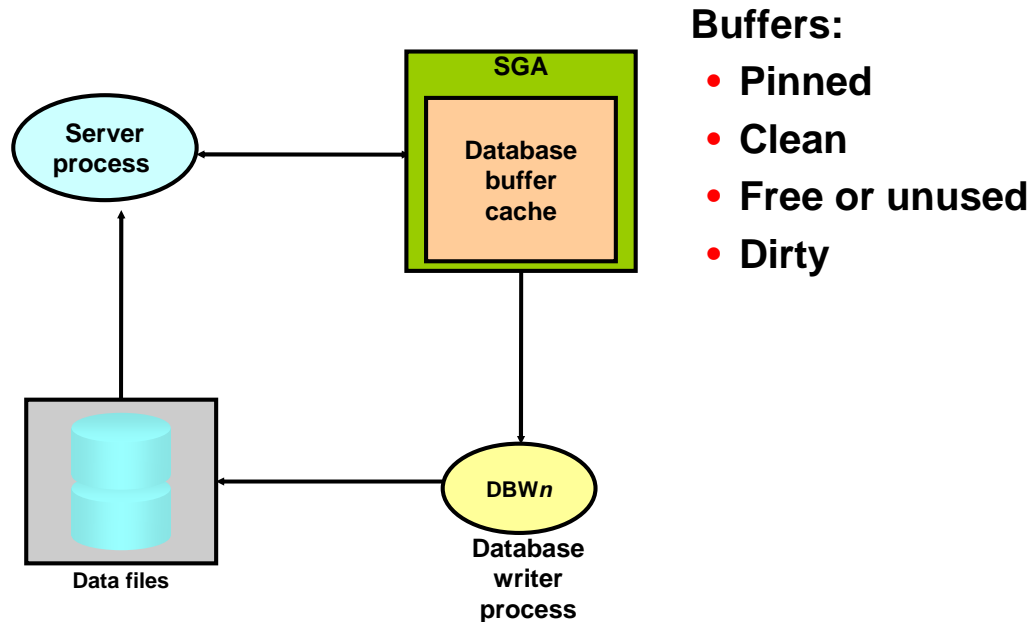 Buffers:
• Pinned
• Clean
• Free or unused
• Dirty
SGA
Database
buffer
cache
Server
process
DBWn
Database
writer
process
Data files